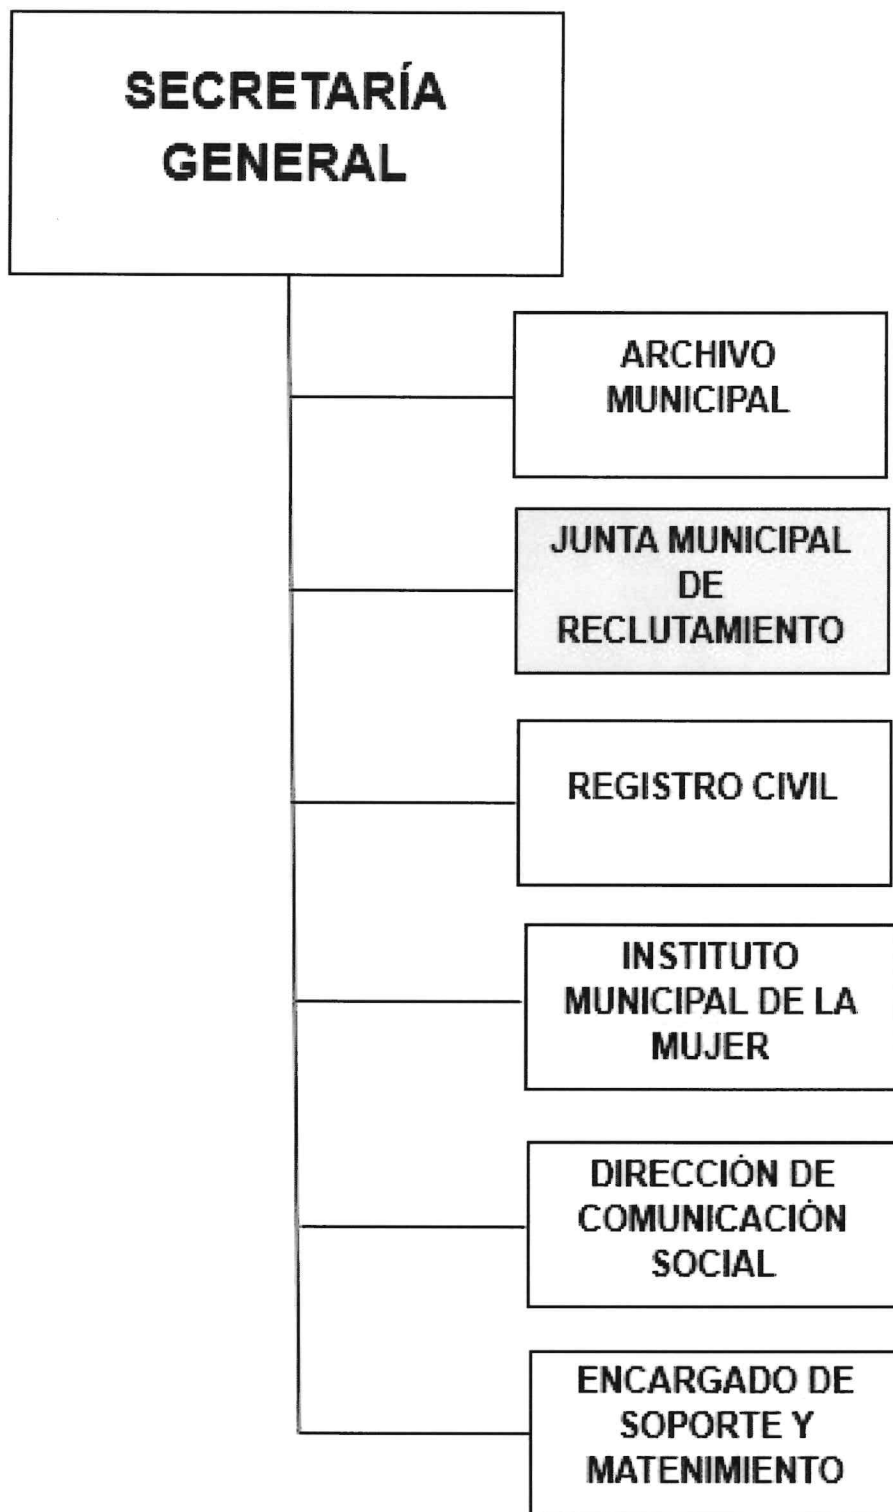 SECRETARÍA
GENERAL
ARCHIVO
MUNICIPAL
JUNTA MUNICIPAL
DE
RECLUTAMIENTO
REGISTRO CIVIL
INSTITUTO
MUNICIPAL DE LA
MUJER
DIRECCIÓN DE
COMUNICACIÓN
SOCIAL
ENCARGADO DE
SOPORTE Y
MATENIMIENTO